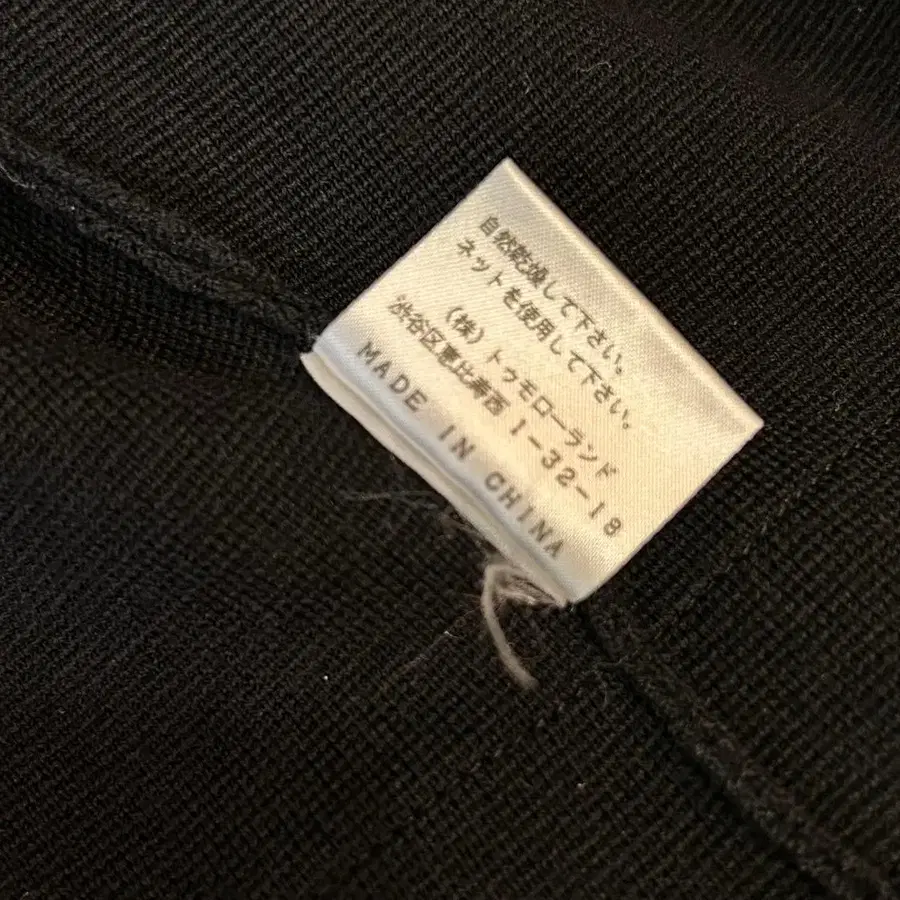 自然乾燥して下さい。
ネットを使用して下さい。
(株)トゥモローランド
渋谷区恵比寿西1-32-18
MADE IN CHINA